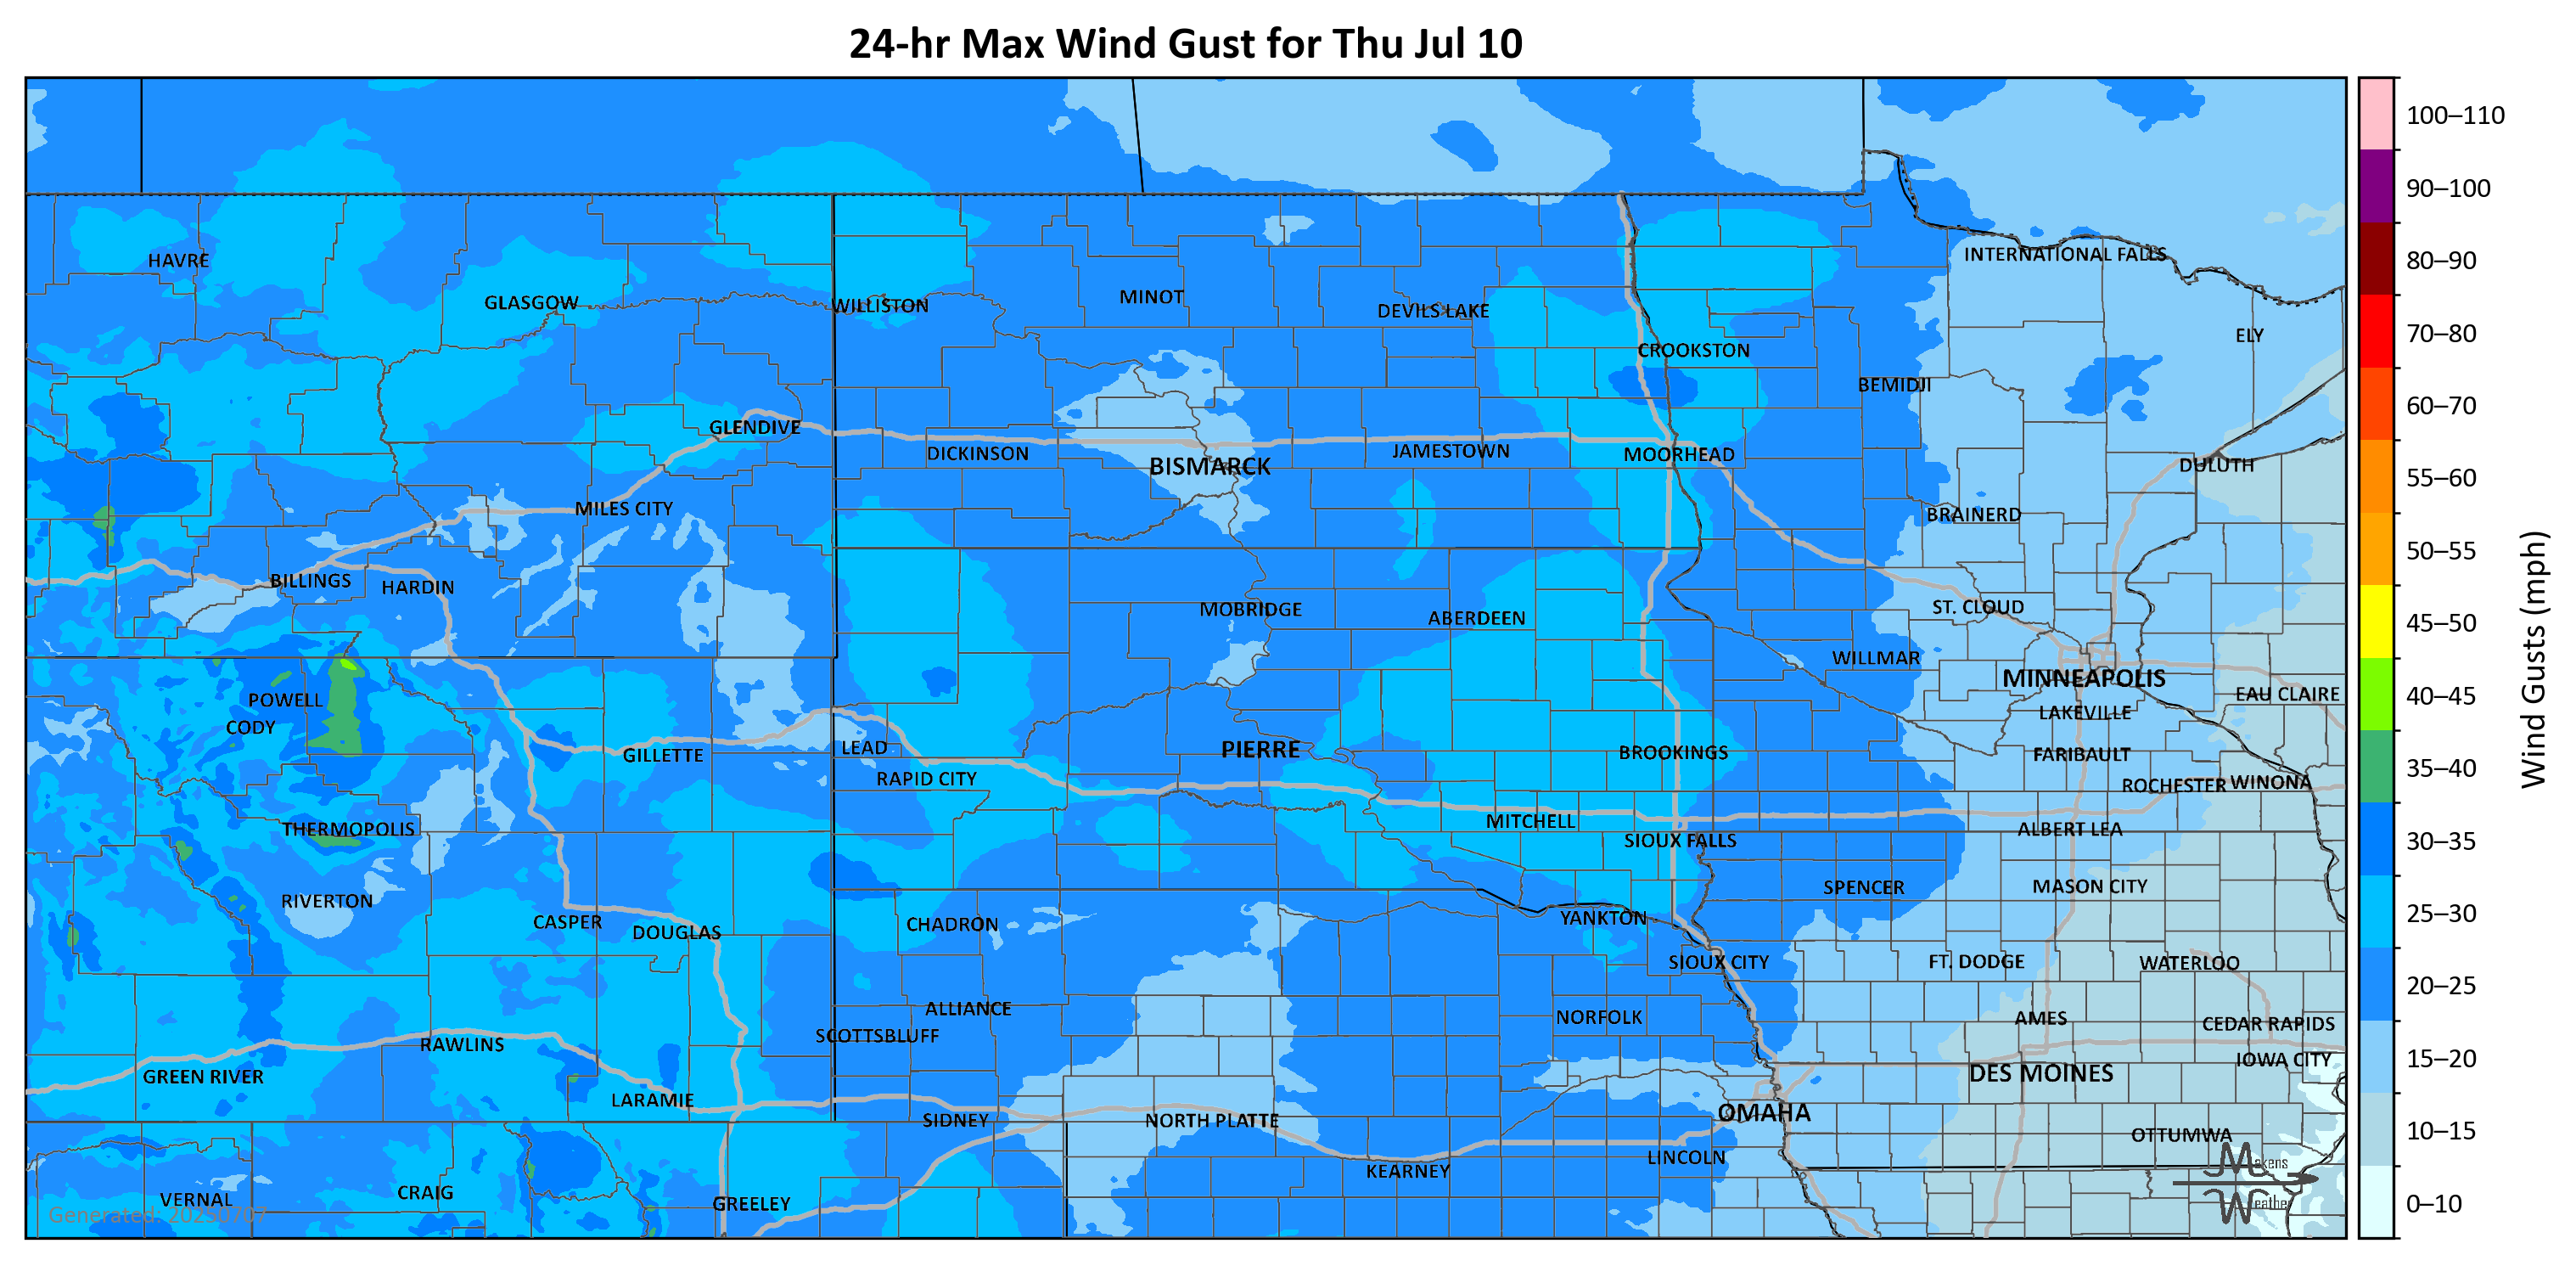 24-hr Max Wind Gust for Thu Jul 10
100–110
90–100
HAVRE
INTERNATIONAL FALLS
80–90
GLASGOW
WILLISTON
MINOT
DEVILS LAKE
ELY
70–80
CROOKSTON
BEMIDJI
60–70
GLENDIVE
DICKINSON
BISMARCK
JAMESTOWN
MOORHEAD
DULUTH
55–60
MILES CITY
BRAINERD
50–55
BILLINGS
HARDIN
MOBRIDGE
ABERDEEN
ST. CLOUD
45–50
WILLMAR
MINNEAPOLIS
POWELL
EAU CLAIRE
40–45
CODY
LAKEVILLE
GILLETTE
LEAD
PIERRE
BROOKINGS
FARIBAULT
35–40
RAPID CITY
ROCHESTER
WINONA
THERMOPOLIS
MITCHELL
SIOUX FALLS
ALBERT LEA
30–35
RIVERTON
SPENCER
MASON CITY
CASPER
DOUGLAS
CHADRON
YANKTON
25–30
SIOUX CITY
FT. DODGE
WATERLOO
20–25
ALLIANCE
NORFOLK
AMES
CEDAR RAPIDS
SCOTTSBLUFF
RAWLINS
IOWA CITY
15–20
GREEN RIVER
DES MOINES
LARAMIE
SIDNEY
NORTH PLATTE
OMAHA
OTTUMWA
10–15
LINCOLN
KEARNEY
Makens
Weather
VERNAL
CRAIG
GREELEY
0–10
Generated: 20250707
Wind Gusts (mph)